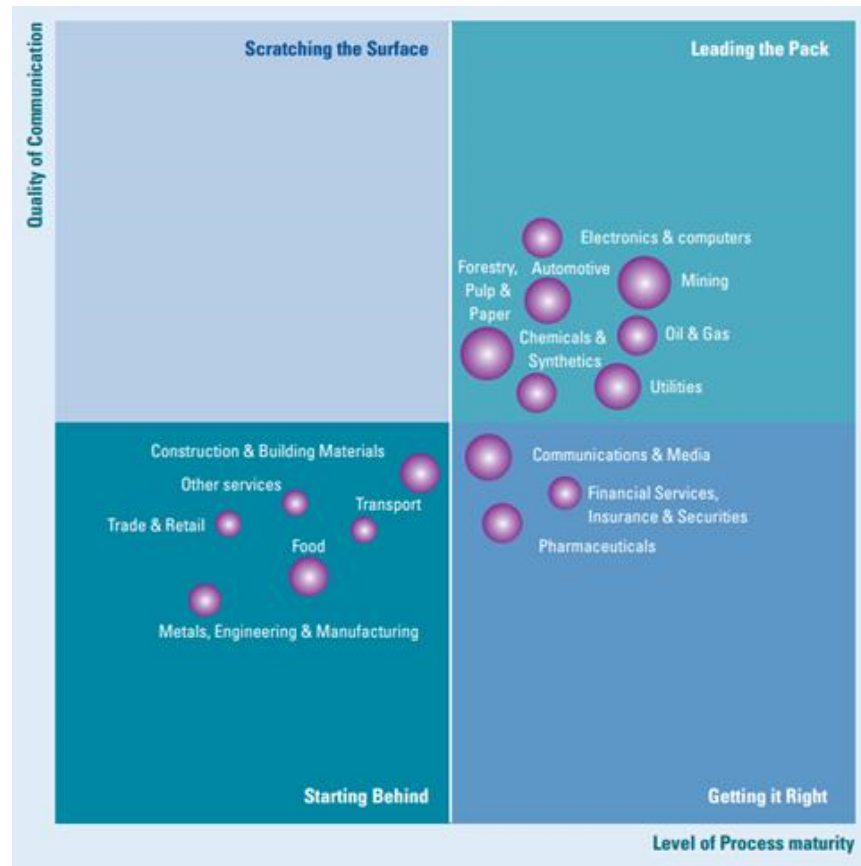 Quality of Communication
Scratching the Surface
Leading the Pack
Electronics & computers
Forestry,
Pulp &
Paper
Automotive
Mining
Chemicals &
Synthetics
Oil & Gas
Utilities
Construction & Building Materials
Other services
Transport
Trade & Retail
Food
Metals, Engineering & Manufacturing
Communications & Media
Financial Services,
Insurance & Securities
Pharmaceuticals
Starting Behind
Getting it Right
Level of Process maturity